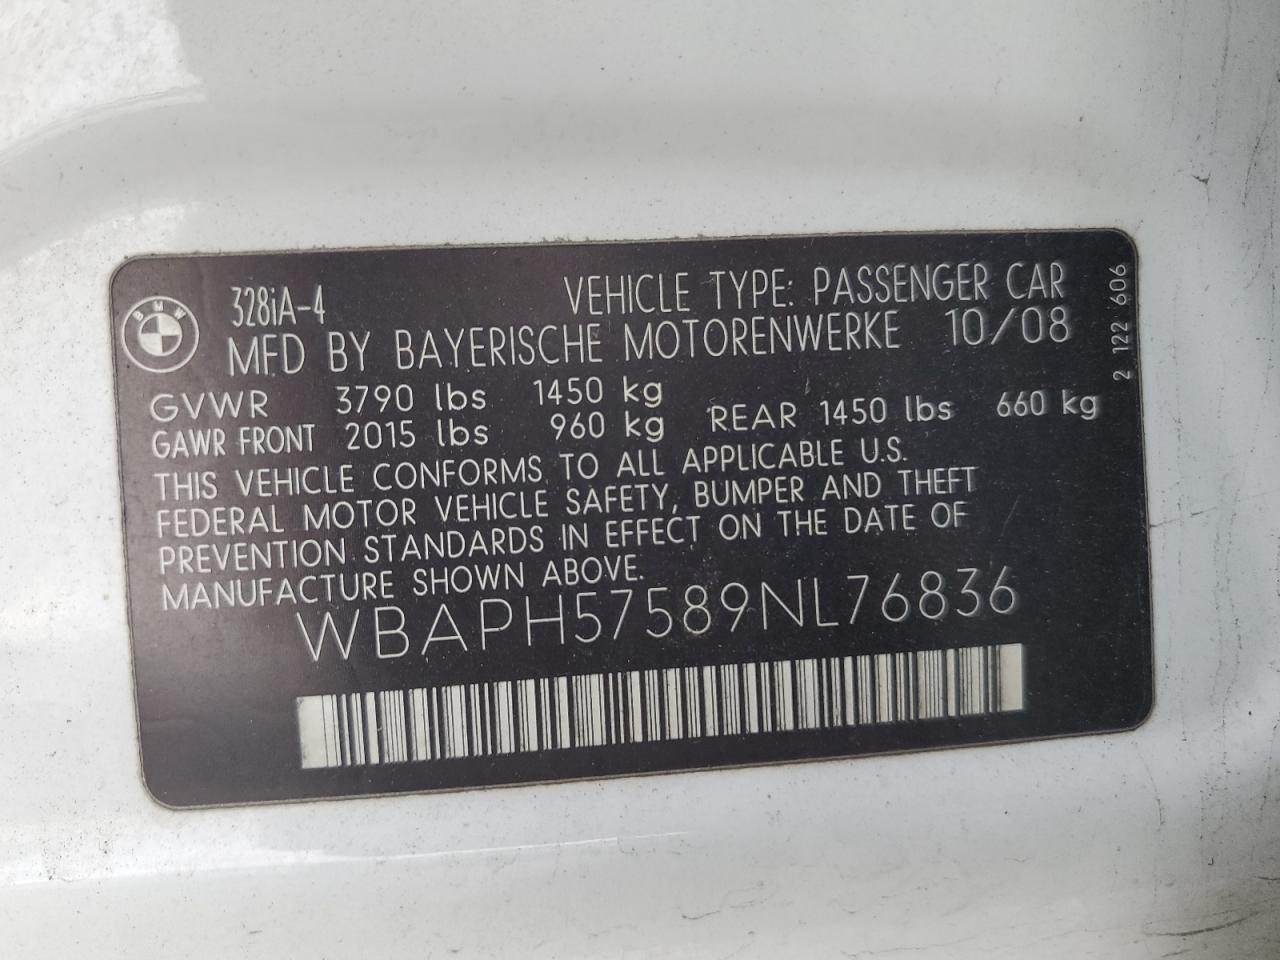 BMW
328iA-4 VEHICLE TYPE: PASSENGER CAR
MFD BY BAYERISCHE MOTORENWERKE 10/08
GVWR 3790 lbs 1450 kg
GAWR FRONT 2015 lbs 960 kg REAR 1450 lbs 660 kg
THIS VEHICLE CONFORMS TO ALL APPLICABLE U.S.
FEDERAL MOTOR VEHICLE SAFETY, BUMPER AND THEFT
PREVENTION STANDARDS IN EFFECT ON THE DATE OF
MANUFACTURE SHOWN ABOVE.
WBAPH57589NL76836
2 122 606